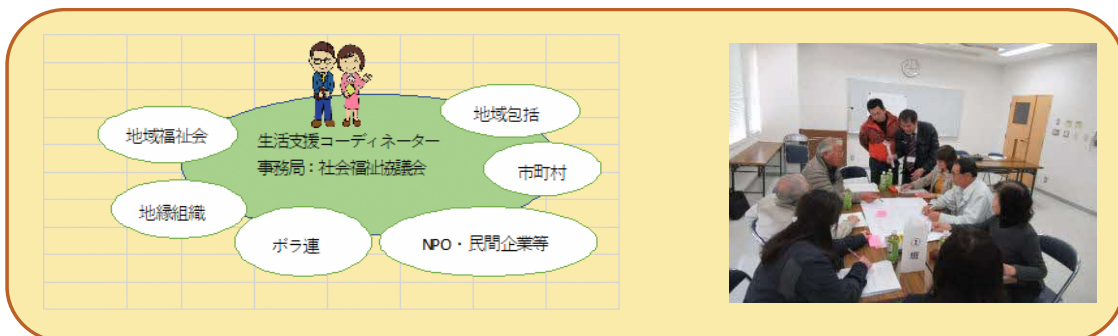 地域包括
地域福祉会
生活支援コーディネーター
事務局：社会福祉協議会
市町村
地縁組織
ボラ連
NPO・民間企業等
①班